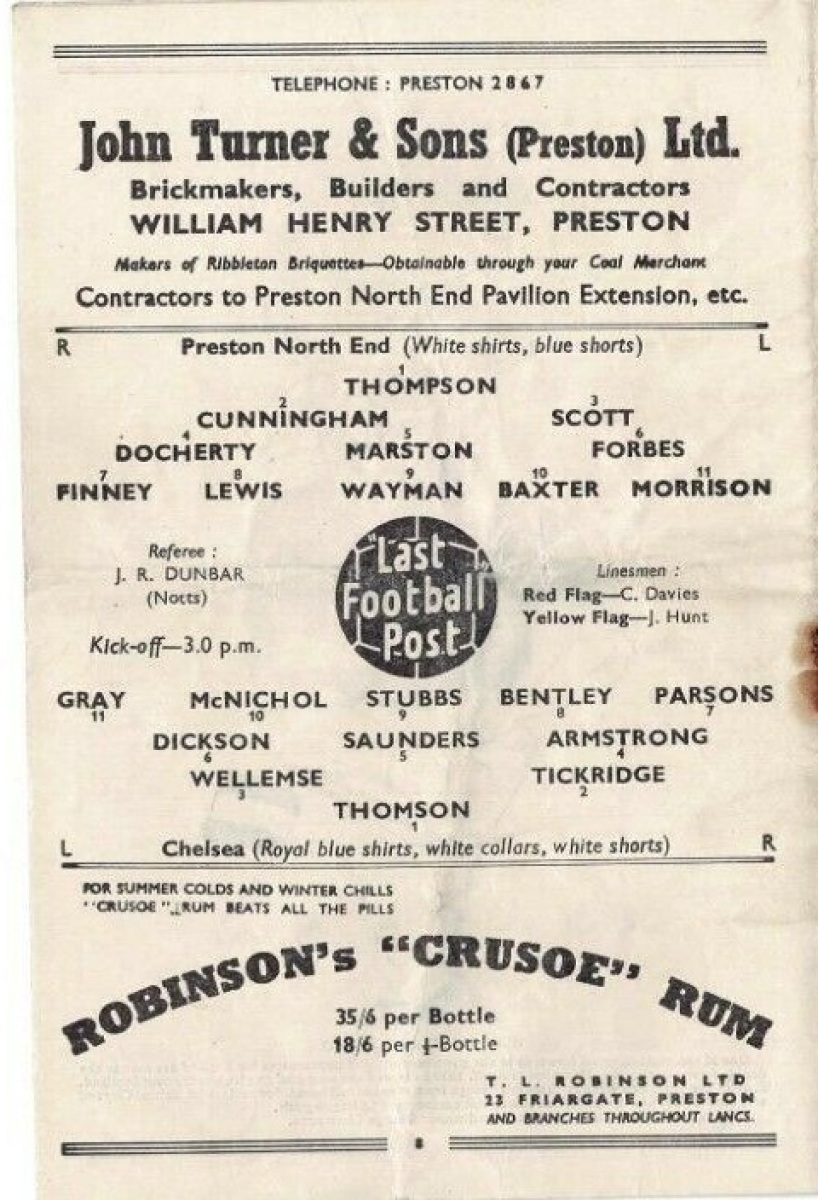 TELEPHONE : PRESTON 2867
John Turner & Sons (Preston) Ltd.
Brickmakers, Builders and Contractors
WILLIAM HENRY STREET, PRESTON
Makers of Ribbleton Briquettes—Obtainable through your Coal Merchant
Contractors to Preston North End Pavilion Extension, etc.
R Preston North End (White shirts, blue shorts) L
1
THOMPSON
2 3
CUNNINGHAM SCOTT
4 5 6
DOCHERTY MARSTON FORBES
7 8 9 10 11
FINNEY LEWIS WAYMAN BAXTER MORRISON
Referee :
J. R. DUNBAR
(Notts)
Kick-off—3.0 p.m.
"Last
Football
Post"
Linesmen :
Red Flag—C. Davies
Yellow Flag—J. Hunt
GRAY McNICHOL STUBBS BENTLEY PARSONS
11 10 9 8 7
DICKSON SAUNDERS ARMSTRONG
6 5 4
WELLEMSE TICKRIDGE
3 2
THOMSON
1
L Chelsea (Royal blue shirts, white collars, white shorts) R
FOR SUMMER COLDS AND WINTER CHILLS
"CRUSOE" RUM BEATS ALL THE PILLS
ROBINSON's "CRUSOE" RUM
35/6 per Bottle
18/6 per ½-Bottle
T. L. ROBINSON LTD
23 FRIARGATE, PRESTON
AND BRANCHES THROUGHOUT LANCS.
8